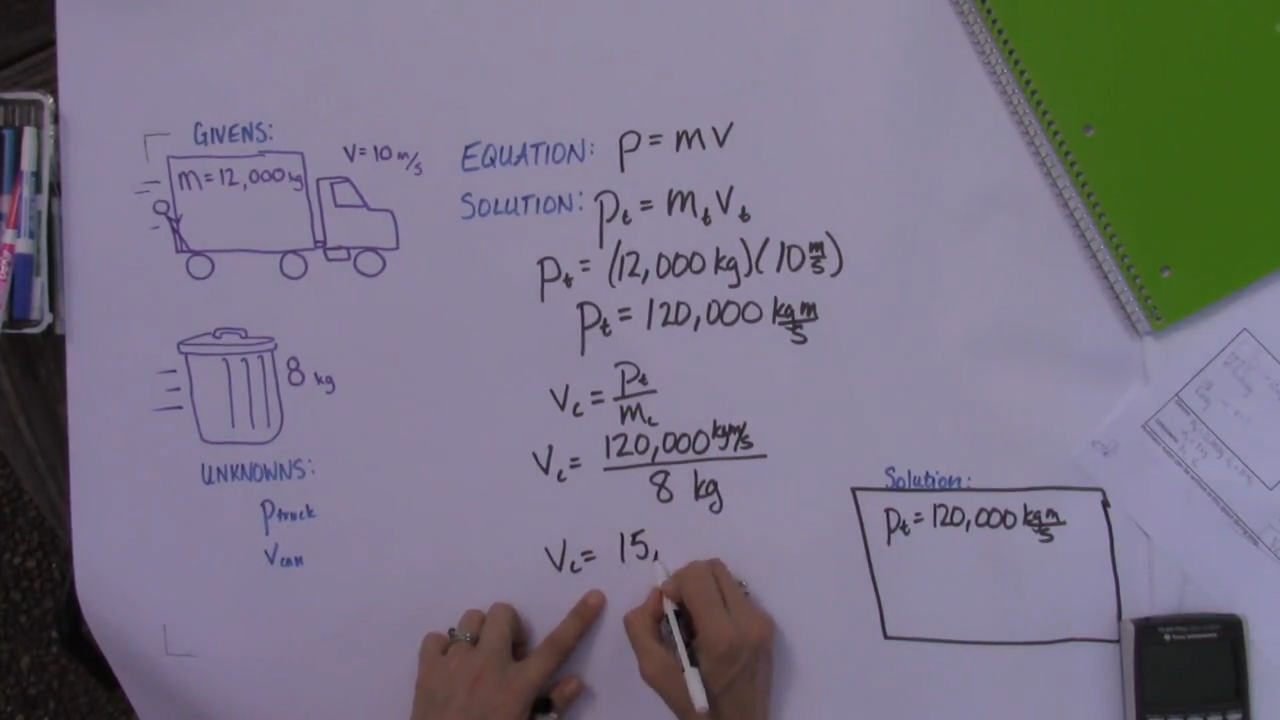 GIVENS:
m = 12,000 kg
V = 10 m/s
8 kg
UNKNOWNS:
Ptruck
Vcan
EQUATION: p = mv
SOLUTION: pt = mt Vt
pt = (12,000 kg)(10 m/s)
pt = 120,000 kgm/s
Vc = pt/mc
Vc = 120,000 kgm/s / 8 kg
Vc = 15,
Solution:
pt = 120,000 kgm/s